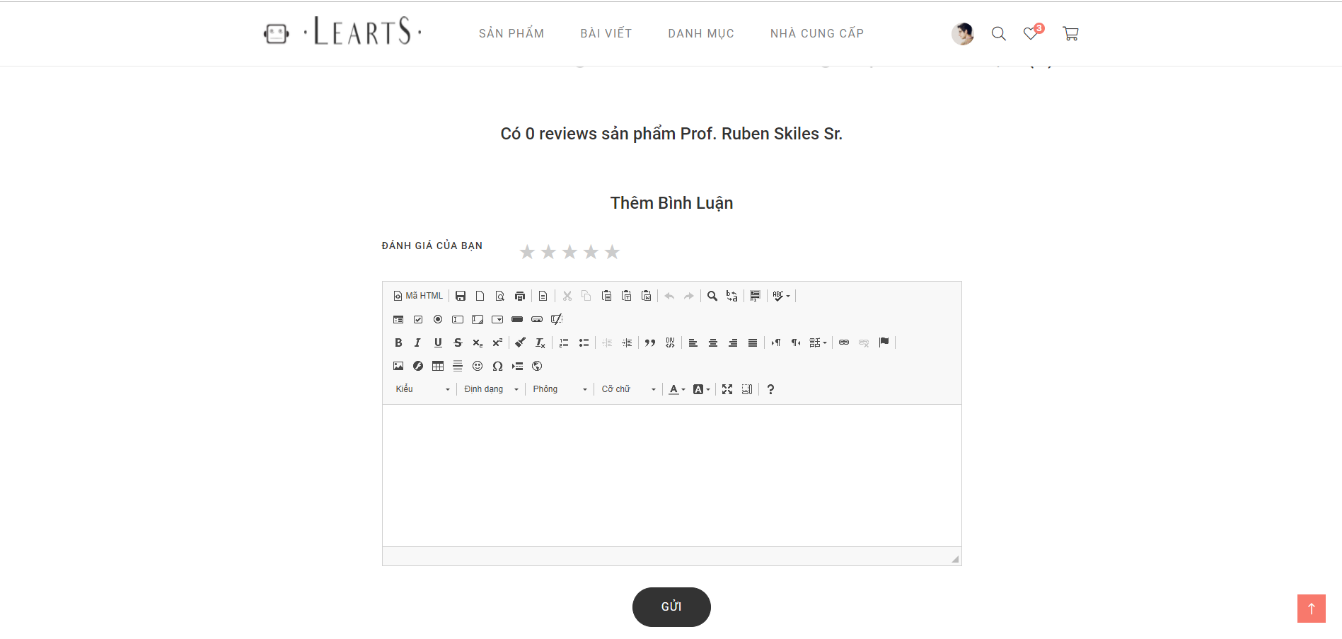 ·LEARTS·
SẢN PHẨM BÀI VIẾT DANH MỤC NHÀ CUNG CẤP
3
Có 0 reviews sản phẩm Prof. Ruben Skiles Sr.
Thêm Bình Luận
ĐÁNH GIÁ CỦA BẠN
Mã HTML
Kiểu Định dạng Phông Cỡ chữ
GỬI